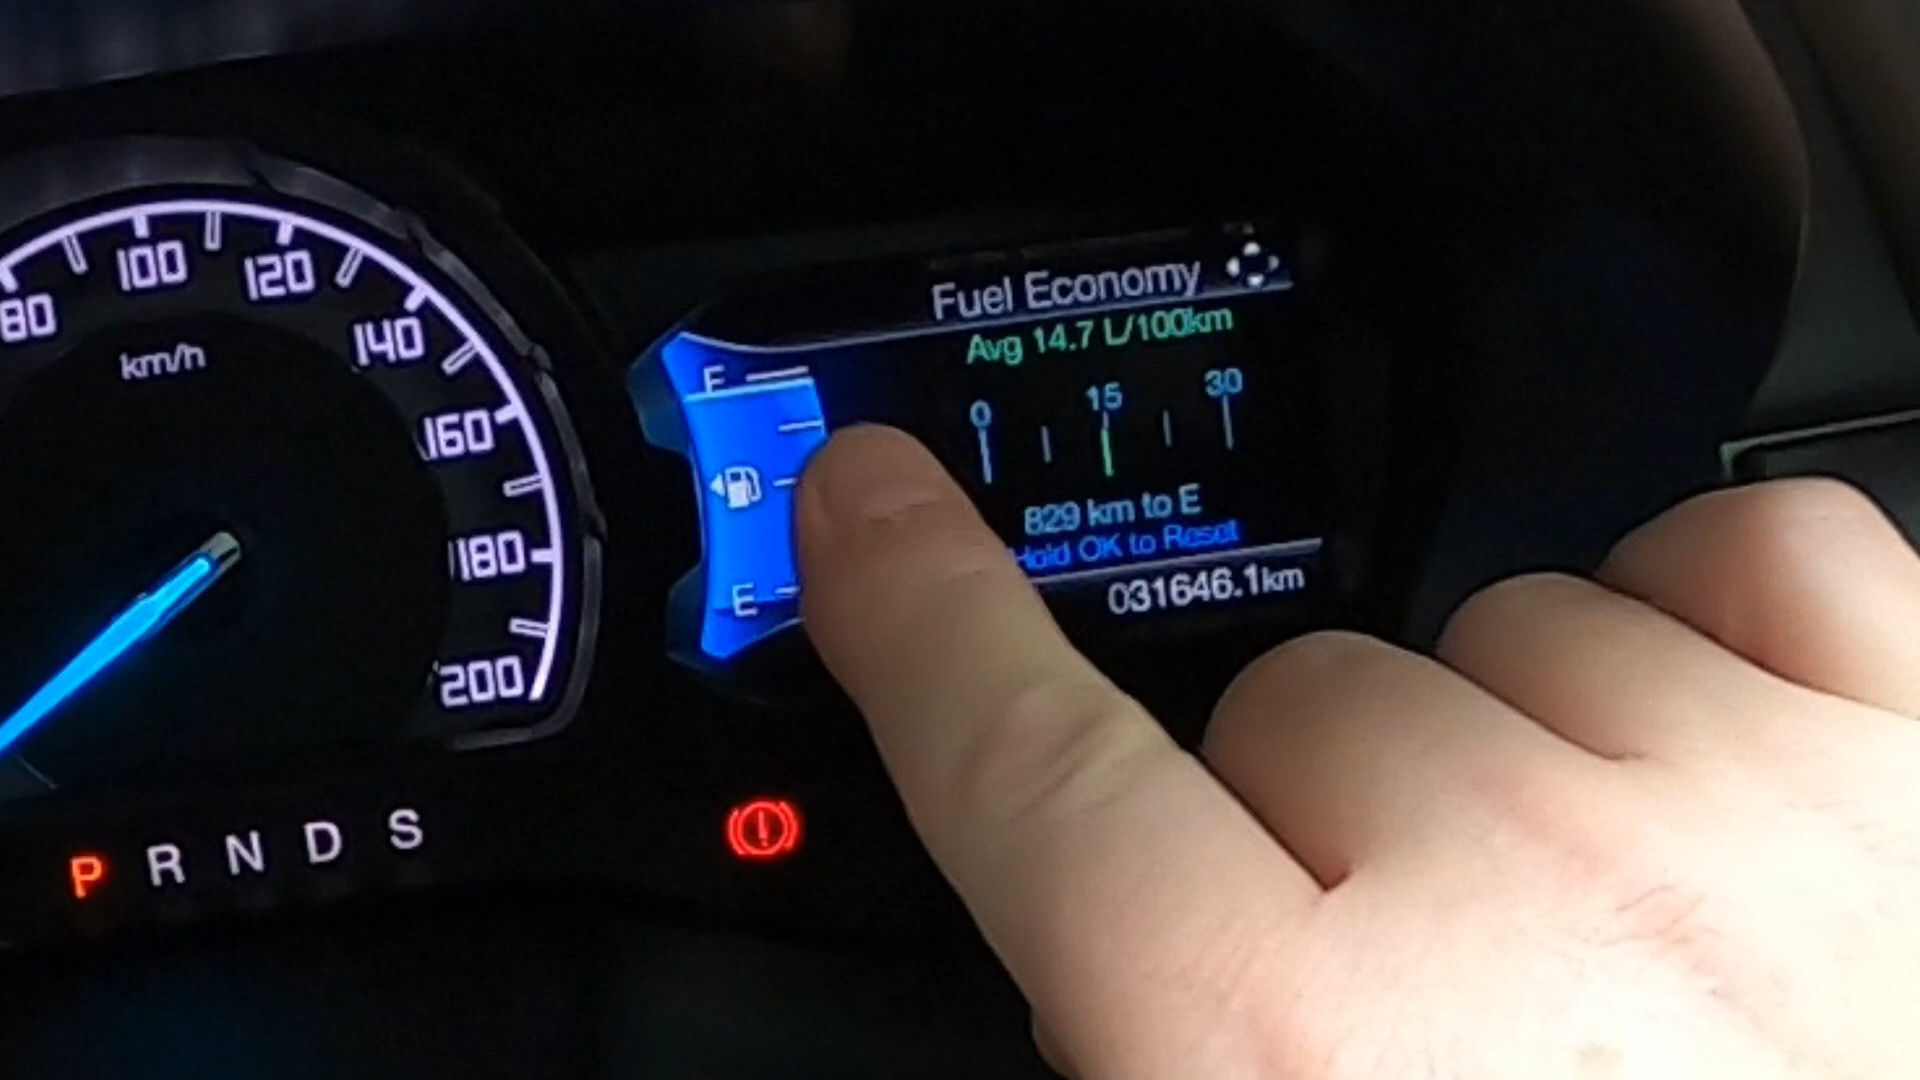 80
100
120
140
160
180
200
km/h
P R N D S
Fuel Economy
Avg 14.7 L/100km
F
0 15 30
829 km to E
Hold OK to Reset
E
031646.1km